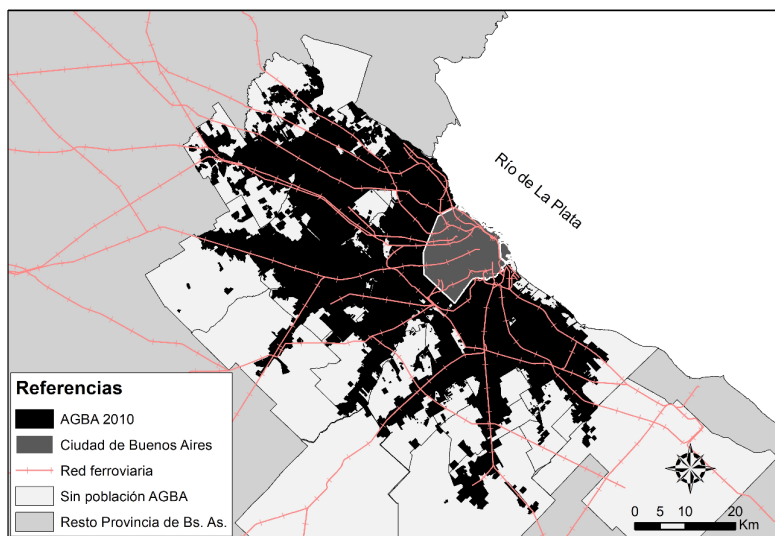 Río de La Plata
Referencias
AGBA 2010
Ciudad de Buenos Aires
Red ferroviaria
Sin población AGBA
Resto Provincia de Bs. As.
0 5 10 20
Km